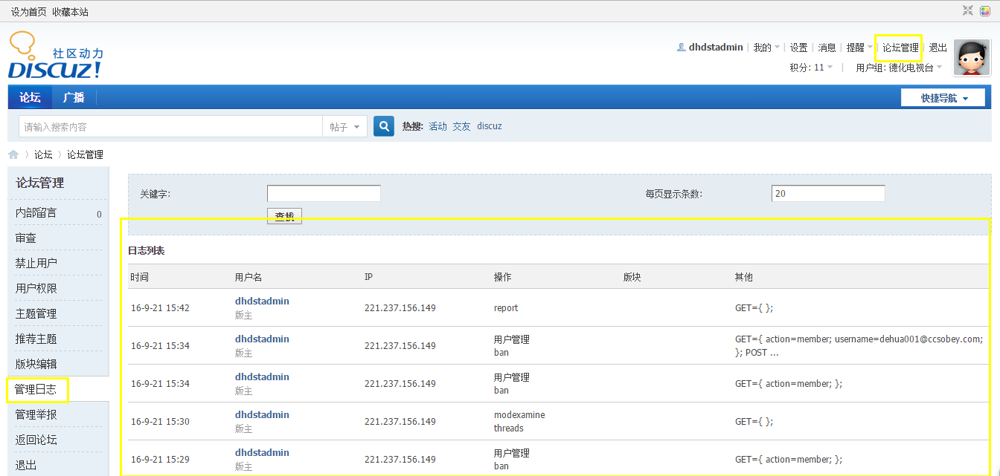 设为首页 收藏本站
社区动力
DISCUZ!
dhdstadmin 我的 设置 消息 提醒 论坛管理 退出
积分: 11 用户组: 德化电视台
论坛 广播 快捷导航
请输入搜索内容 帖子 热搜: 活动 交友 discuz
论坛 论坛管理
论坛管理
内部留言 0
审查
禁止用户
用户权限
主题管理
推荐主题
版块编辑
管理日志
管理举报
返回论坛
退出
关键字: 每页显示条数: 20
查找
日志列表
时间 用户名 IP 操作 版块 其他
16-9-21 15:42 dhdstadmin 221.237.156.149 report GET={ };
版主
16-9-21 15:34 dhdstadmin 221.237.156.149 用户管理 GET={ action=member; username=dehua001@ccsobey.com;
版主 ban }; POST ...
16-9-21 15:34 dhdstadmin 221.237.156.149 用户管理 GET={ action=member; };
版主 ban
16-9-21 15:30 dhdstadmin 221.237.156.149 modexamine GET={ };
版主 threads
16-9-21 15:29 dhdstadmin 221.237.156.149 用户管理 GET={ action=member; };
版主 ban